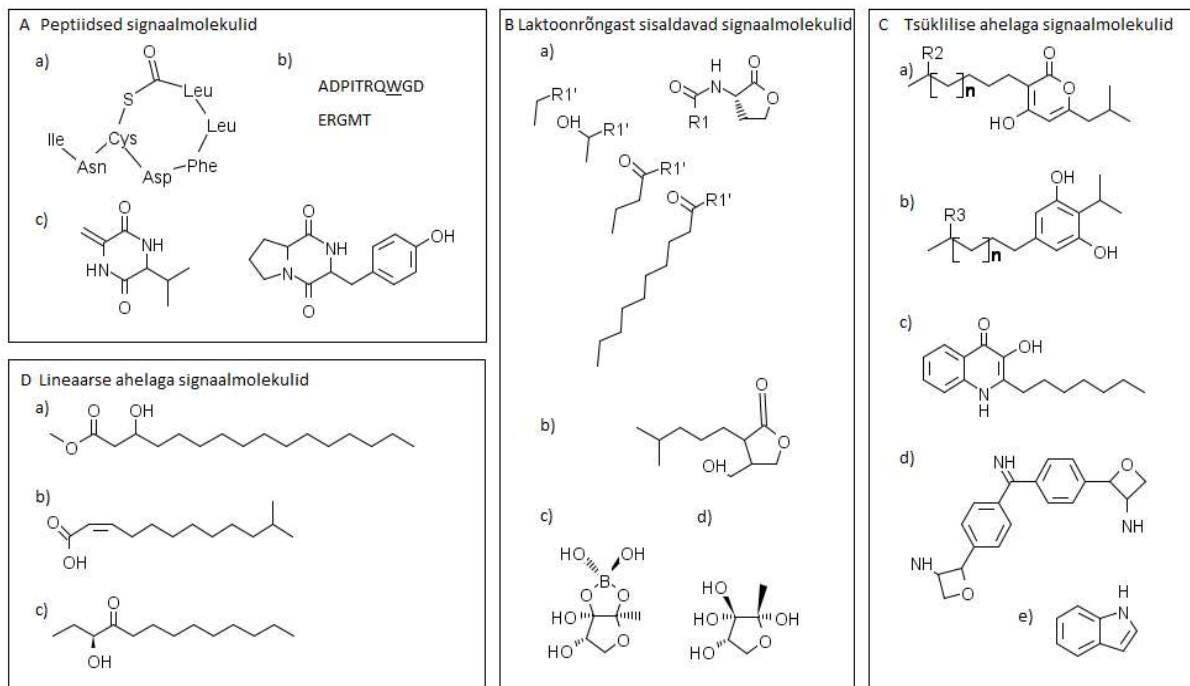 A Peptiidsed signaalmolekulid
a)
O
S
Leu
Leu
Phe
Asp
Cys
Asn
Ile
b)
ADPITRQWGD
ERGMT
c)
O
NH
HN
O
O
NH
N
O
OH
B Laktoonrõngast sisaldavad signaalmolekulid
a)
R1'
OH
R1'
O
R1'
O
R1'
O
H
N
R1
O
O
b)
O
O
OH
c)
HO
OH
B
O
O
HO
HO
O
d)
HO
HO
OH
HO
O
C Tsüklilise ahelaga signaalmolekulid
a)
R2
n
O
O
HO
b)
R3
n
OH
OH
c)
O
OH
N
H
d)
NH
O
NH
NH
O
e)
H
N
D Lineaarse ahelaga signaalmolekulid
a)
O
OH
O
b)
O
OH
c)
O
OH